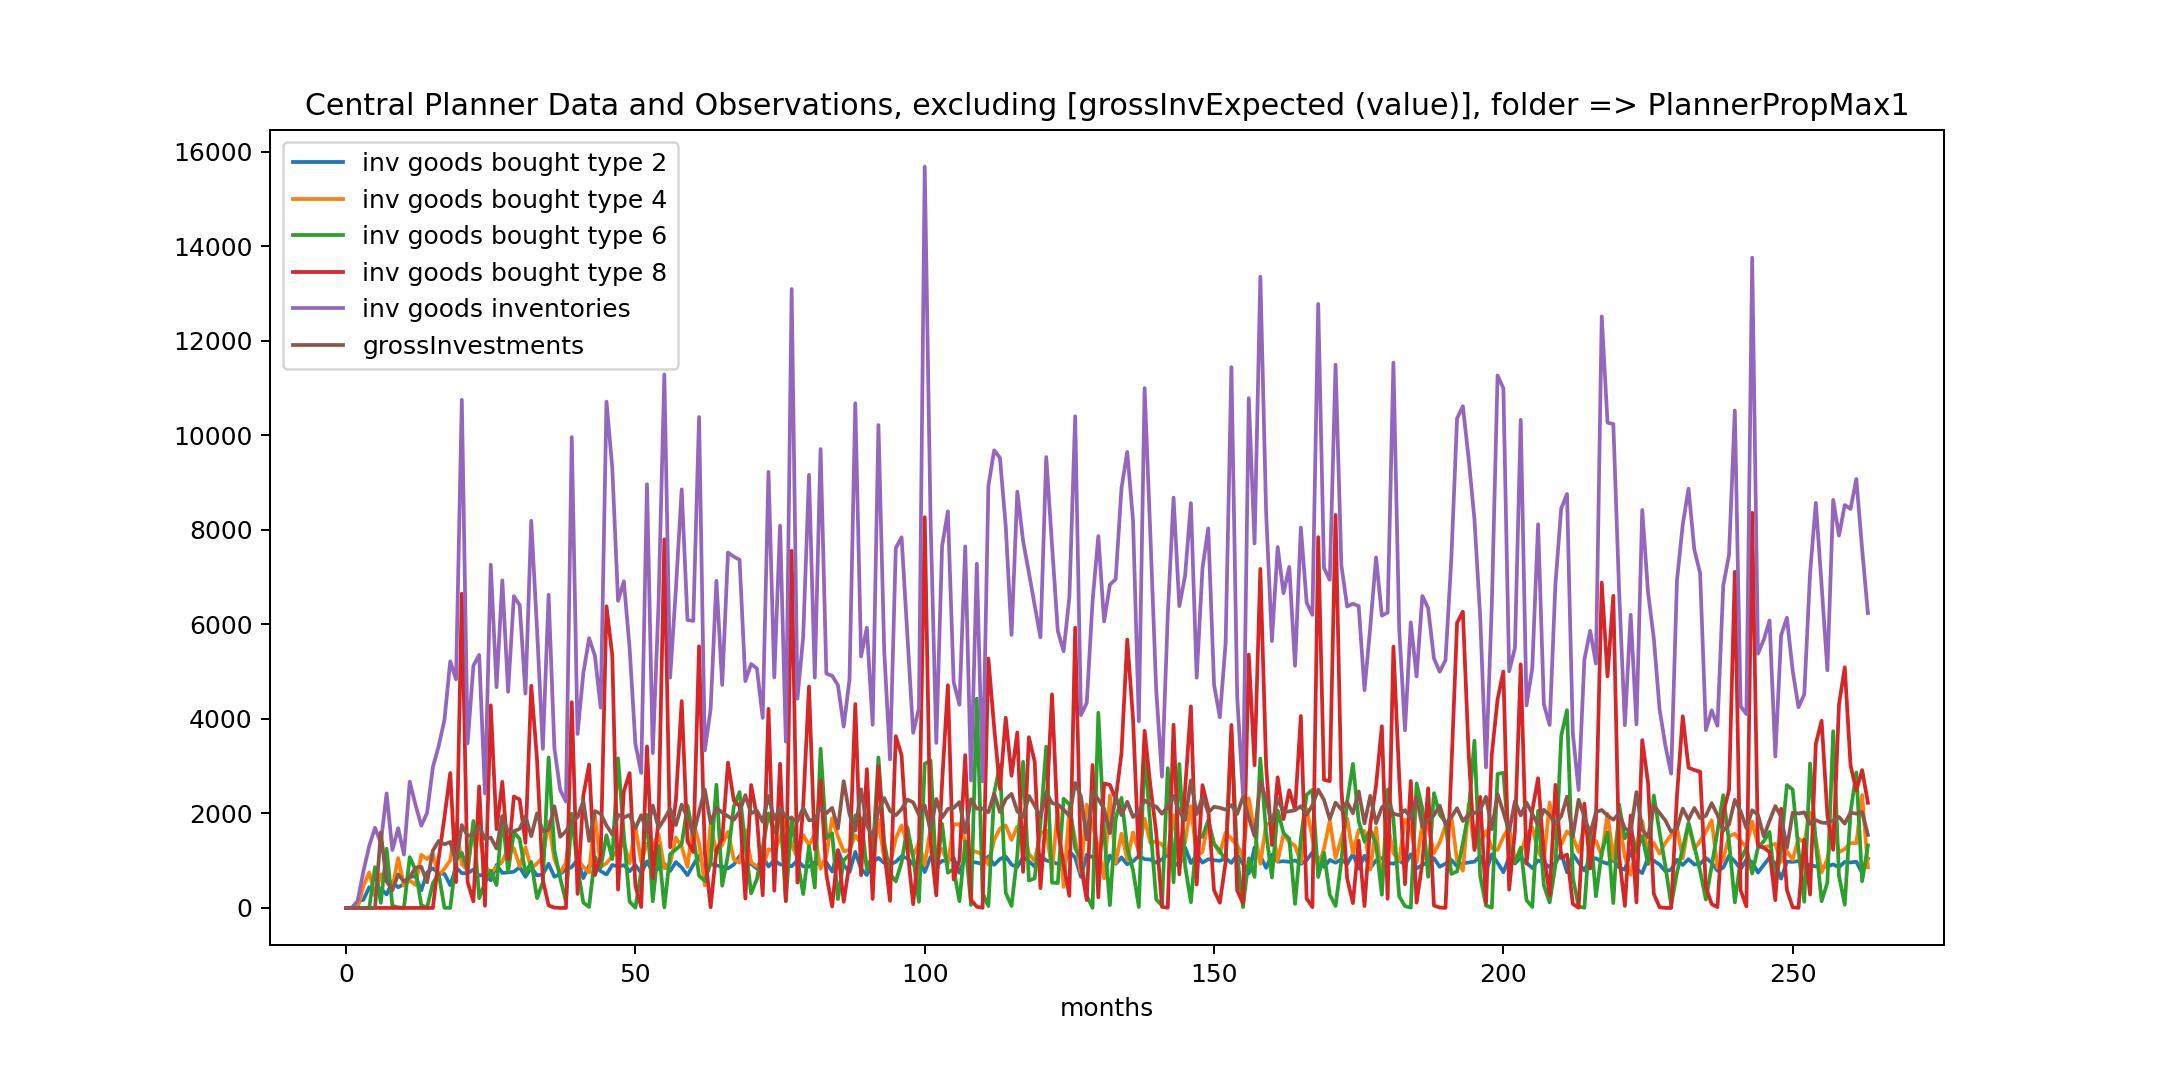 Central Planner Data and Observations, excluding [grossInvExpected (value)], folder => PlannerPropMax1
inv goods bought type 2
inv goods bought type 4
inv goods bought type 6
inv goods bought type 8
inv goods inventories
grossInvestments
16000
14000
12000
10000
8000
6000
4000
2000
0
0 50 100 150 200 250
months